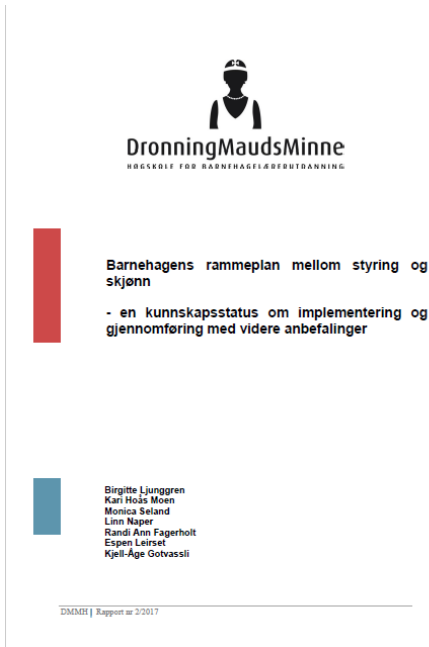 DronningMaudsMinne
HØGSKOLE FOR BARNEHAGELÆRERUTDANNING
Barnehagens rammeplan mellom styring og
skjønn
- en kunnskapsstatus om implementering og
gjennomføring med videre anbefalinger
Birgitte Ljunggren
Kari Hoås Moen
Monica Seland
Linn Naper
Randi Ann Fagerholt
Espen Leirset
Kjell-Åge Gotvassli
DMMH | Rapport nr 2/2017